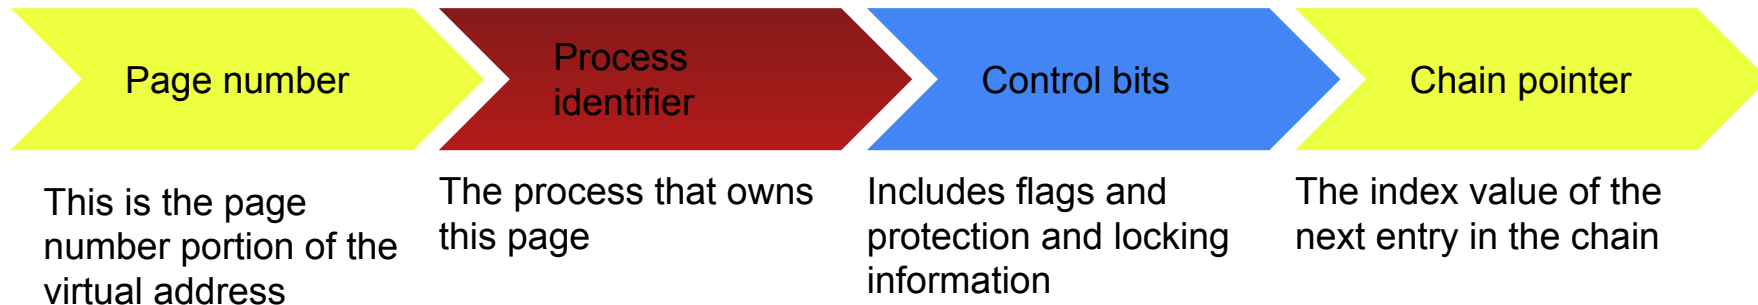 Page number
Process
identifier
Control bits
Chain pointer
This is the page
number portion of the
virtual address
The process that owns
this page
Includes flags and
protection and locking
information
The index value of the
next entry in the chain